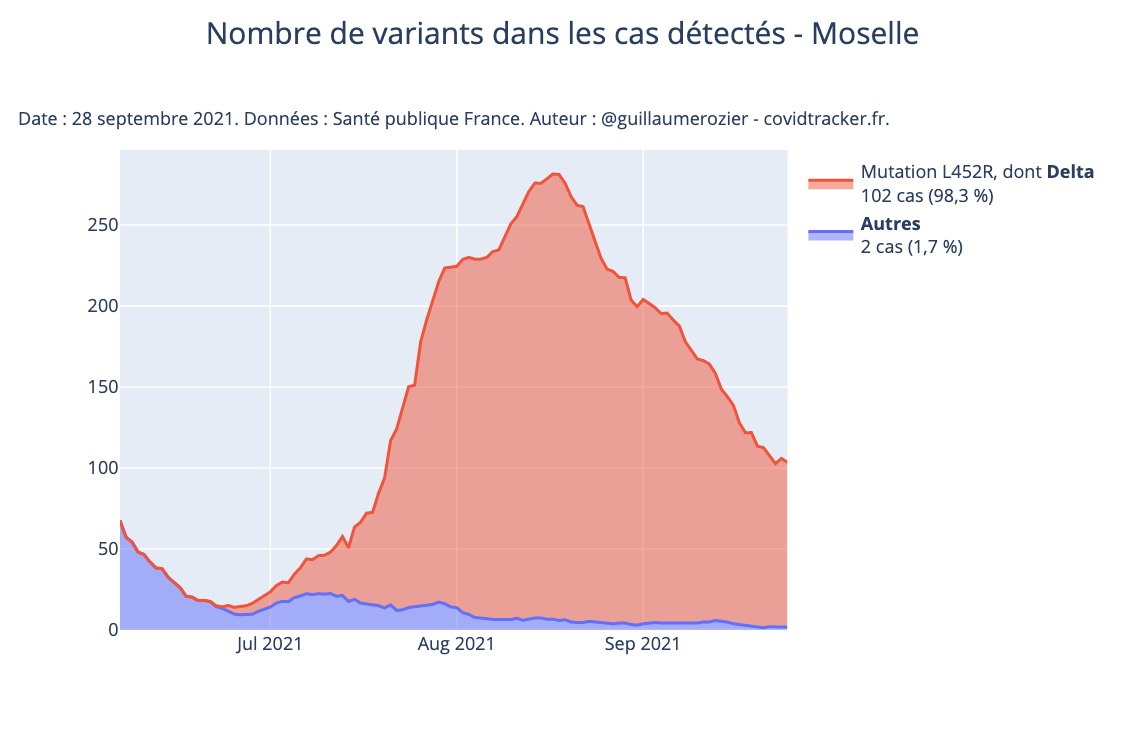 Nombre de variants dans les cas détectés - Moselle
Date : 28 septembre 2021. Données : Santé publique France. Auteur : @guillaumerozier - covidtracker.fr.
Mutation L452R, dont Delta
102 cas (98,3 %)
Autres
2 cas (1,7 %)
250
200
150
100
50
0
Jul 2021
Aug 2021
Sep 2021